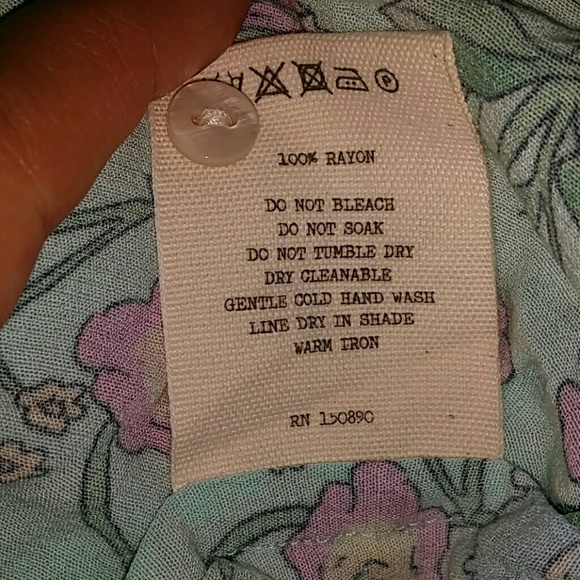 100% RAYON
DO NOT BLEACH
DO NOT SOAK
DO NOT TUMBLE DRY
DRY CLEANABLE
GENTLE COLD HAND WASH
LINE DRY IN SHADE
WARM IRON
RN 150890